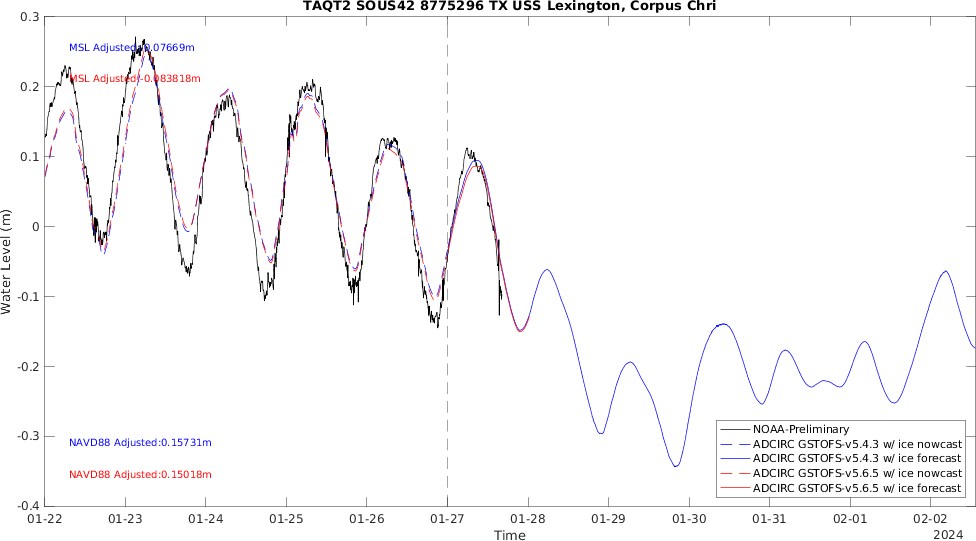 TAQT2 SOUS42 8775296 TX USS Lexington, Corpus Chri
0.3
MSL Adjusted:-0.07669m
MSL Adjusted:-0.083818m
0.2
0.1
0
-0.1
-0.2
-0.3
-0.4
Water Level (m)
NAVD88 Adjusted:0.15731m
NAVD88 Adjusted:0.15018m
NOAA-Preliminary
ADCIRC GSTOFS-v5.4.3 w/ ice nowcast
ADCIRC GSTOFS-v5.4.3 w/ ice forecast
ADCIRC GSTOFS-v5.6.5 w/ ice nowcast
ADCIRC GSTOFS-v5.6.5 w/ ice forecast
01-22 01-23 01-24 01-25 01-26 01-27 01-28 01-29 01-30 01-31 02-01 02-02
Time
2024